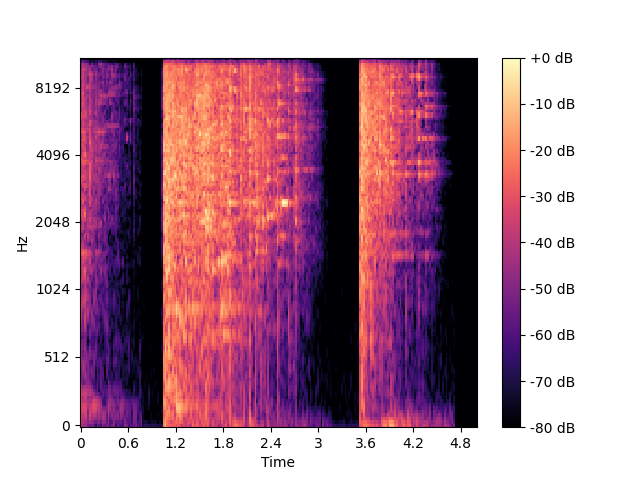 +0 dB
8192
-10 dB
4096
-20 dB
-30 dB
2048
-40 dB
Hz
1024
-50 dB
512
-60 dB
-70 dB
0
-80 dB
0 0.6 1.2 1.8 2.4 3 3.6 4.2 4.8
Time